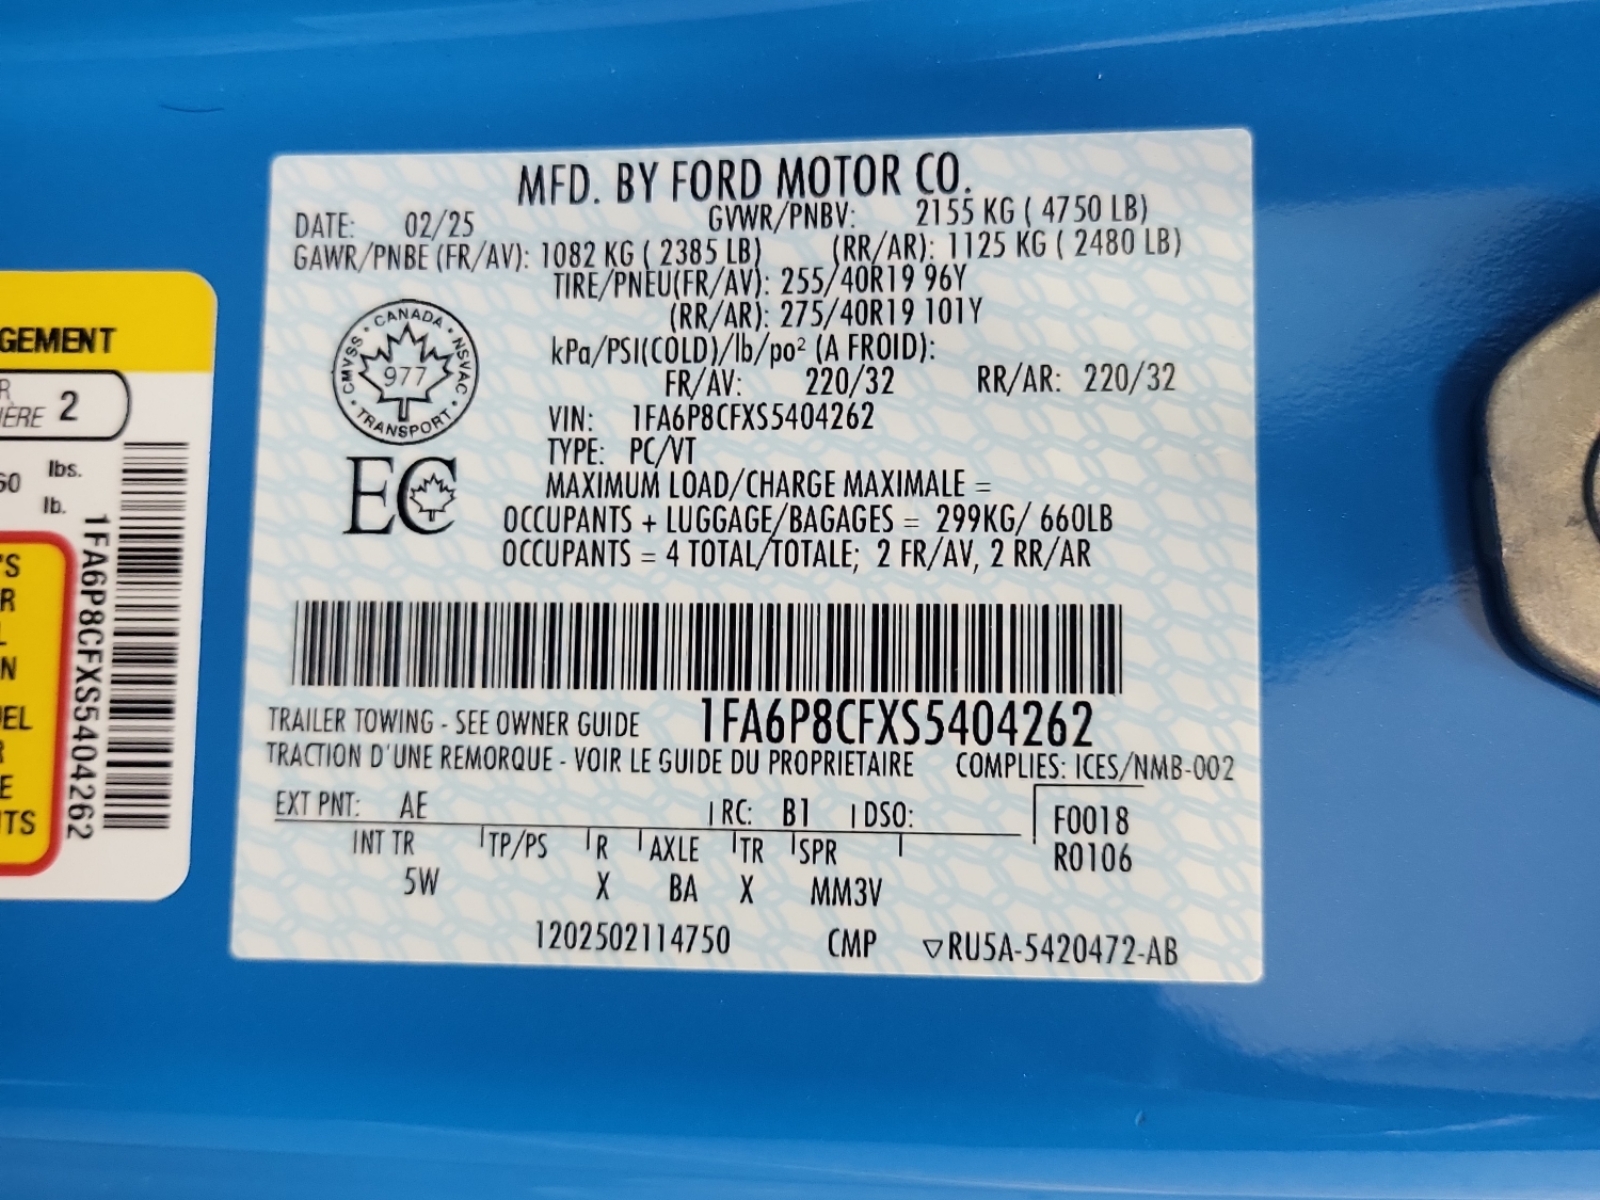 MFD. BY FORD MOTOR CO.
DATE: 02/25 GVWR/PNBV: 2155 KG ( 4750 LB)
GAWR/PNBE (FR/AV): 1082 KG ( 2385 LB) (RR/AR): 1125 KG ( 2480 LB)
TIRE/PNEU(FR/AV): 255/40R19 96Y
(RR/AR): 275/40R19 101Y
kPa/PSI(COLD)/lb/po² (A FROID):
FR/AV: 220/32 RR/AR: 220/32
CANADA · NSVAC · TRANSPORT · CMVSS ·
977
VIN: 1FA6P8CFXS5404262
TYPE: PC/VT
EC
MAXIMUM LOAD/CHARGE MAXIMALE =
OCCUPANTS + LUGGAGE/BAGAGES = 299KG/ 660LB
OCCUPANTS = 4 TOTAL/TOTALE; 2 FR/AV, 2 RR/AR
TRAILER TOWING - SEE OWNER GUIDE 1FA6P8CFXS5404262
TRACTION D'UNE REMORQUE - VOIR LE GUIDE DU PROPRIETAIRE COMPLIES: ICES/NMB-002
EXT PNT: AE RC: B1 DSO: F0018
INT TR TP/PS R AXLE TR SPR R0106
5W X BA X MM3V
1202502114750 CMP ▽RU5A-5420472-AB
GEMENT
R
IÈRE 2
60 lbs.
lb.
'S
R
L
N
UEL
R
E
ITS
1FA6P8CFXS5404262